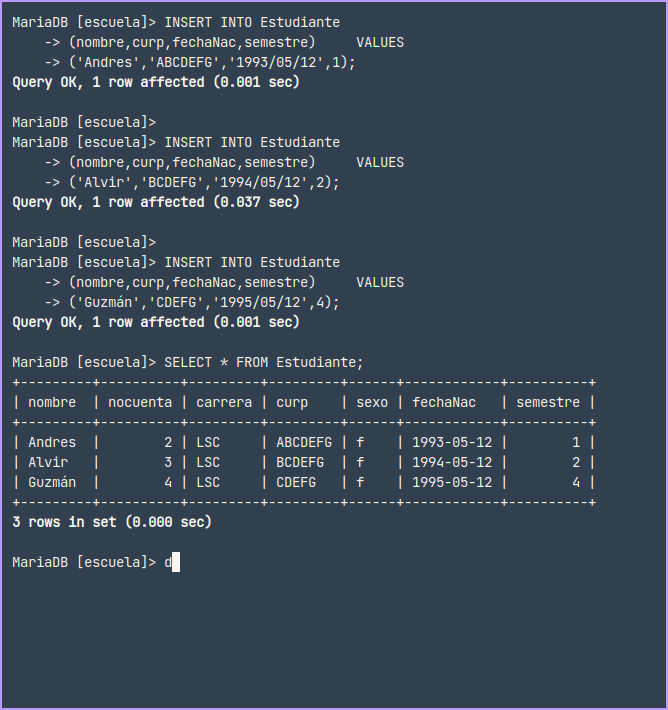 MariaDB [escuela]> INSERT INTO Estudiante
    -> (nombre,curp,fechaNac,semestre)     VALUES
    -> ('Andres','ABCDEFG','1993/05/12',1);
Query OK, 1 row affected (0.001 sec)

MariaDB [escuela]>
MariaDB [escuela]> INSERT INTO Estudiante
    -> (nombre,curp,fechaNac,semestre)     VALUES
    -> ('Alvir','BCDEFG','1994/05/12',2);
Query OK, 1 row affected (0.037 sec)

MariaDB [escuela]>
MariaDB [escuela]> INSERT INTO Estudiante
    -> (nombre,curp,fechaNac,semestre)     VALUES
    -> ('Guzmán','CDEFG','1995/05/12',4);
Query OK, 1 row affected (0.001 sec)

MariaDB [escuela]> SELECT * FROM Estudiante;
+---------+----------+---------+---------+------+------------+----------+
| nombre  | nocuenta | carrera | curp    | sexo | fechaNac   | semestre |
+---------+----------+---------+---------+------+------------+----------+
| Andres  |        2 | LSC     | ABCDEFG | f    | 1993-05-12 |        1 |
| Alvir   |        3 | LSC     | BCDEFG  | f    | 1994-05-12 |        2 |
| Guzmán  |        4 | LSC     | CDEFG   | f    | 1995-05-12 |        4 |
+---------+----------+---------+---------+------+------------+----------+
3 rows in set (0.000 sec)

MariaDB [escuela]> d